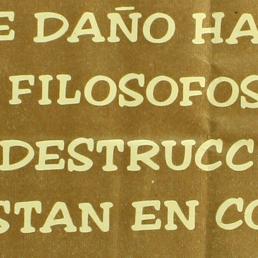 E DAÑO HA
FILOSOFOS
DESTRUCC
STAN EN CO